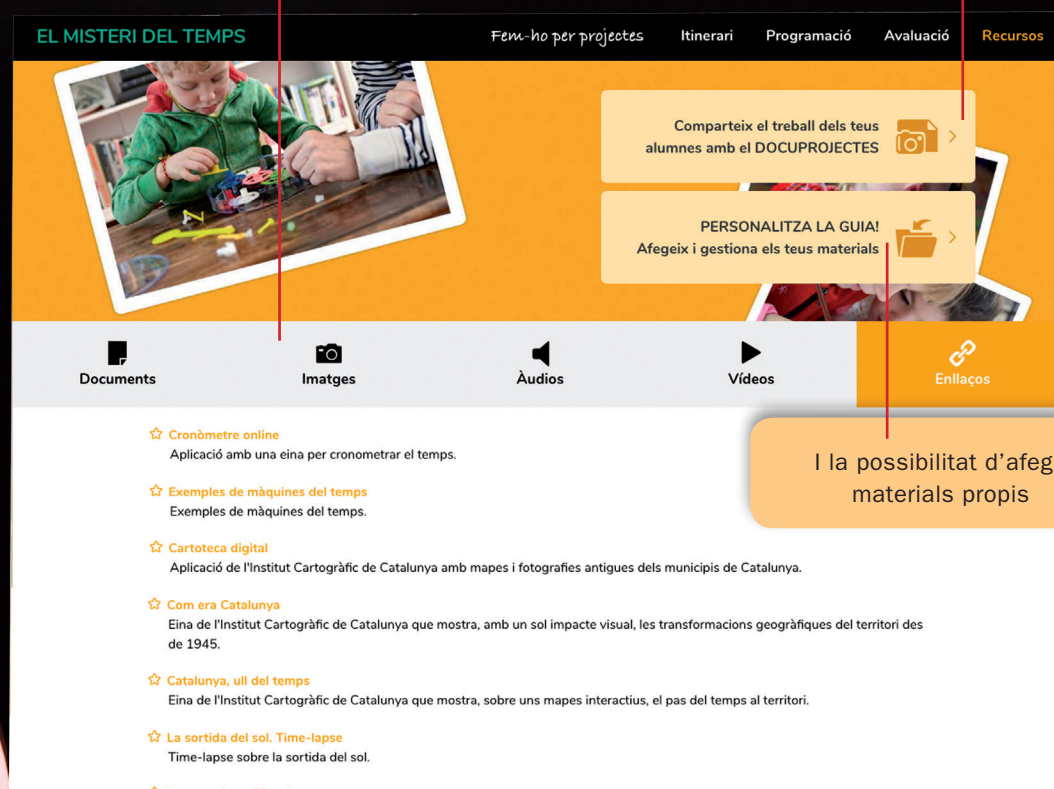 EL MISTERI DEL TEMPS
Fem-ho per projectes
Itinerari
Programació
Avaluació
Recursos
Comparteix el treball dels teus
alumnes amb el DOCUPROJECTES
PERSONALITZA LA GUIA!
Afegeix i gestiona els teus materials
Documents
Imatges
Àudios
Vídeos
Enllaços
I la possibilitat d'afeg
materials propis
Cronòmetre online
Aplicació amb una eina per cronometrar el temps.
Exemples de màquines del temps
Exemples de màquines del temps.
Cartoteca digital
Aplicació de l'Institut Cartogràfic de Catalunya amb mapes i fotografies antigues dels municipis de Catalunya.
Com era Catalunya
Eina de l'Institut Cartogràfic de Catalunya que mostra, amb un sol impacte visual, les transformacions geogràfiques del territori des
de 1945.
Catalunya, ull del temps
Eina de l'Institut Cartogràfic de Catalunya que mostra, sobre uns mapes interactius, el pas del temps al territori.
La sortida del sol. Time-lapse
Time-lapse sobre la sortida del sol.